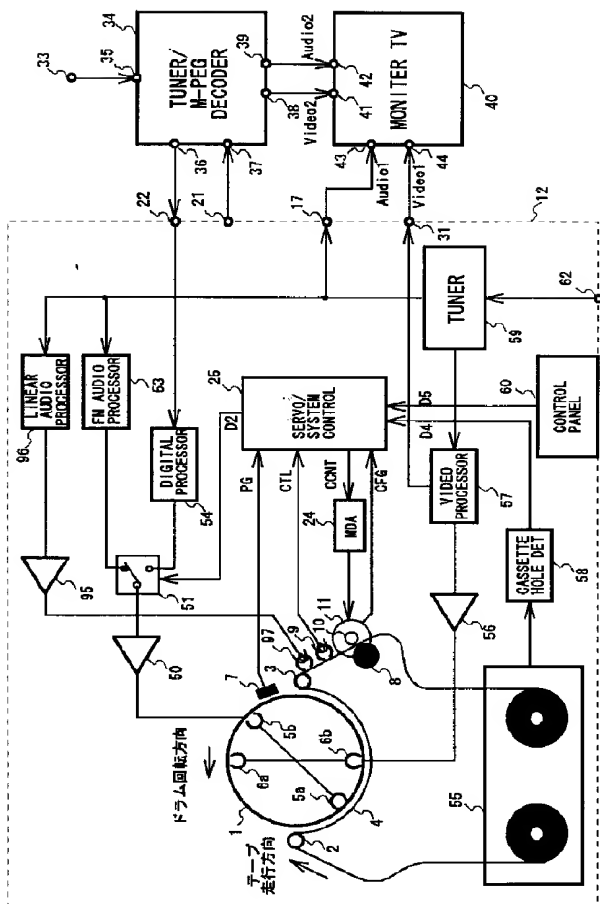 34
33
35
TUNER/
M-PEG
DECODER
39
Audio2
42
38
Video2
41
MONITER TV
40
36
37
43
Audio1
44
Video1
22
21
17
31
12
LINEAR
AUDIO
PROCESSOR
96
FM AUDIO
PROCESSOR
53
DIGITAL
PROCESSOR
54
D2
25
SERVO/
SYSTEM
CONTROL
D5
D4
TUNER
59
62
60
CONTROL
PANEL
PG
CTL
CCNT
CFG
24
MDA
VIDEO
PROCESSOR
57
CASSETTE
HOLE DET
58
95
51
50
56
11
10
9
97
3
7
8
ドラム回転方向
1
6a
5b
5a
6b
4
2
テープ
走行方向
55